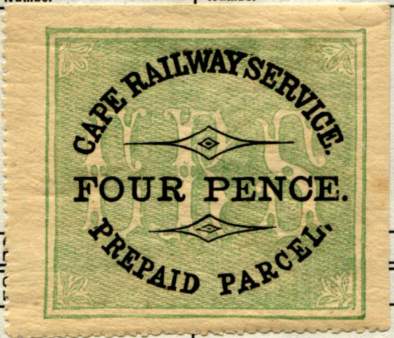 CAPE RAILWAY SERVICE.
FOUR PENCE.
PREPAID PARCEL.